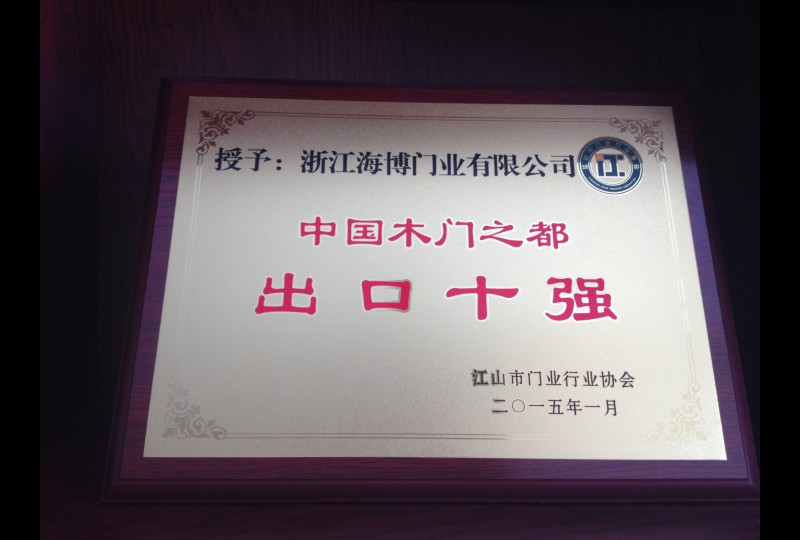 授予：浙江海博门业有限公司
中国木门之都
出口十强
江山市门业行业协会
二〇一五年一月